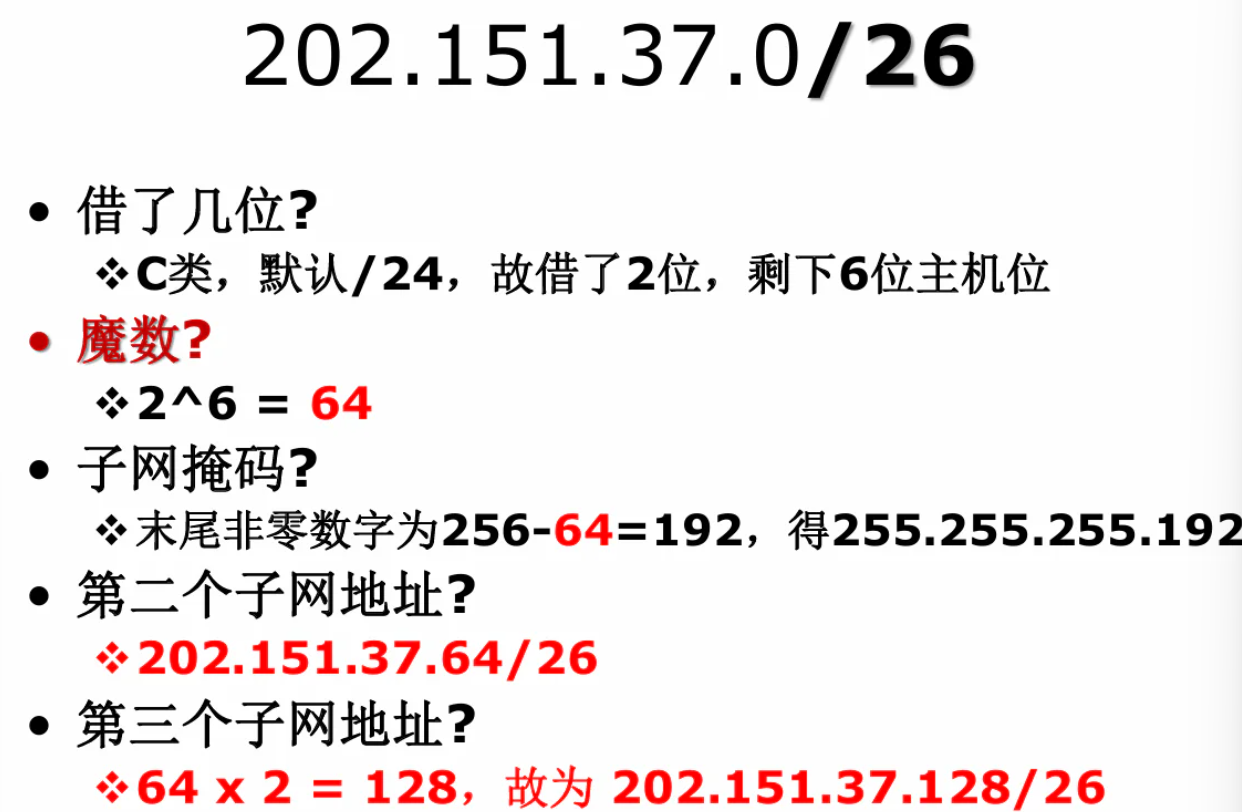 202.151.37.0/26
• 借了几位?
❖C类，默认/24，故借了2位，剩下6位主机位
• 魔数?
❖2^6 = 64
• 子网掩码?
❖末尾非零数字为256-64=192，得255.255.255.192
• 第二个子网地址?
❖202.151.37.64/26
• 第三个子网地址?
❖64 x 2 = 128，故为 202.151.37.128/26